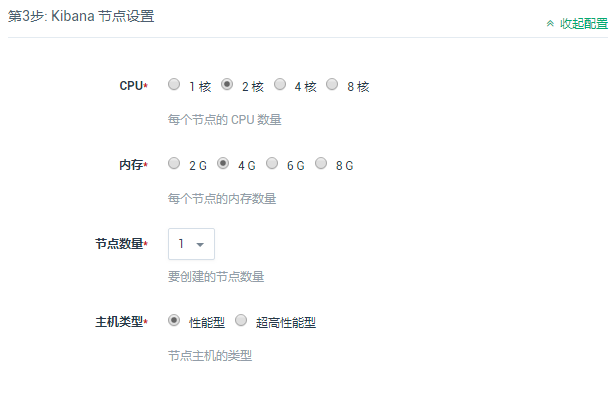 第3步: Kibana 节点设置
收起配置
CPU* 1 核 2 核 4 核 8 核
每个节点的 CPU 数量
内存* 2 G 4 G 6 G 8 G
每个节点的内存数量
节点数量* 1
要创建的节点数量
主机类型* 性能型 超高性能型
节点主机的类型